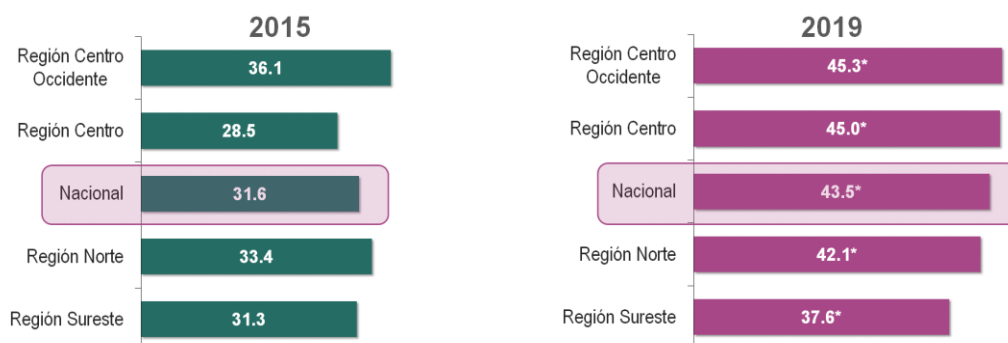 2015
Región Centro
Occidente
36.1
Región Centro
28.5
Nacional
31.6
Región Norte
33.4
Región Sureste
31.3
2019
Región Centro
Occidente
45.3*
Región Centro
45.0*
Nacional
43.5*
Región Norte
42.1*
Región Sureste
37.6*